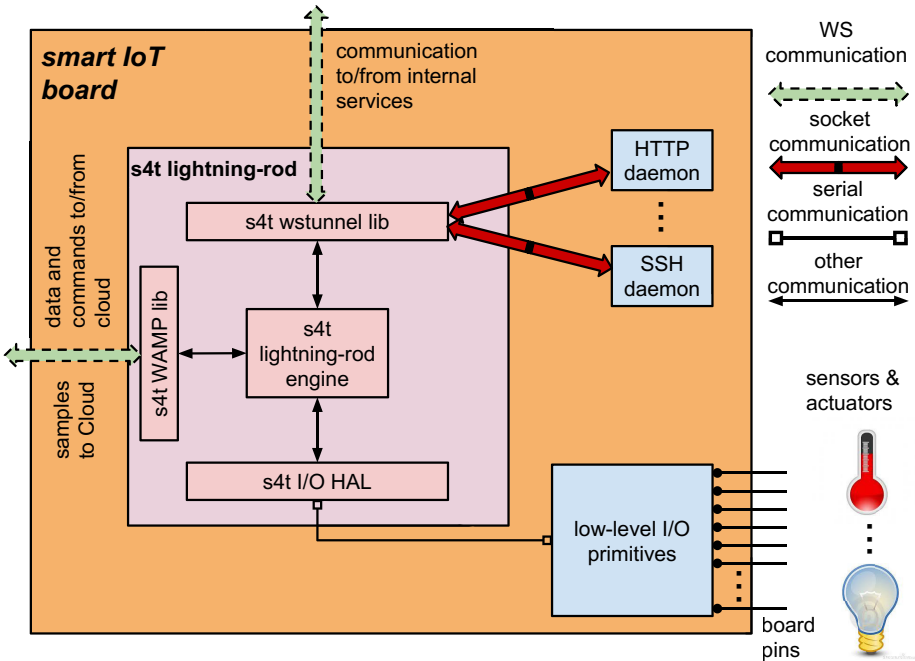 smart IoT
board
communication
to/from internal
services
WS
communication
socket
communication
serial
communication
other
communication
s4t lightning-rod
s4t wstunnel lib
HTTP
daemon
SSH
daemon
data and
commands to/from
cloud
samples
to Cloud
s4t WAMP lib
s4t
lightning-rod
engine
s4t I/O HAL
low-level I/O
primitives
sensors &
actuators
board
pins